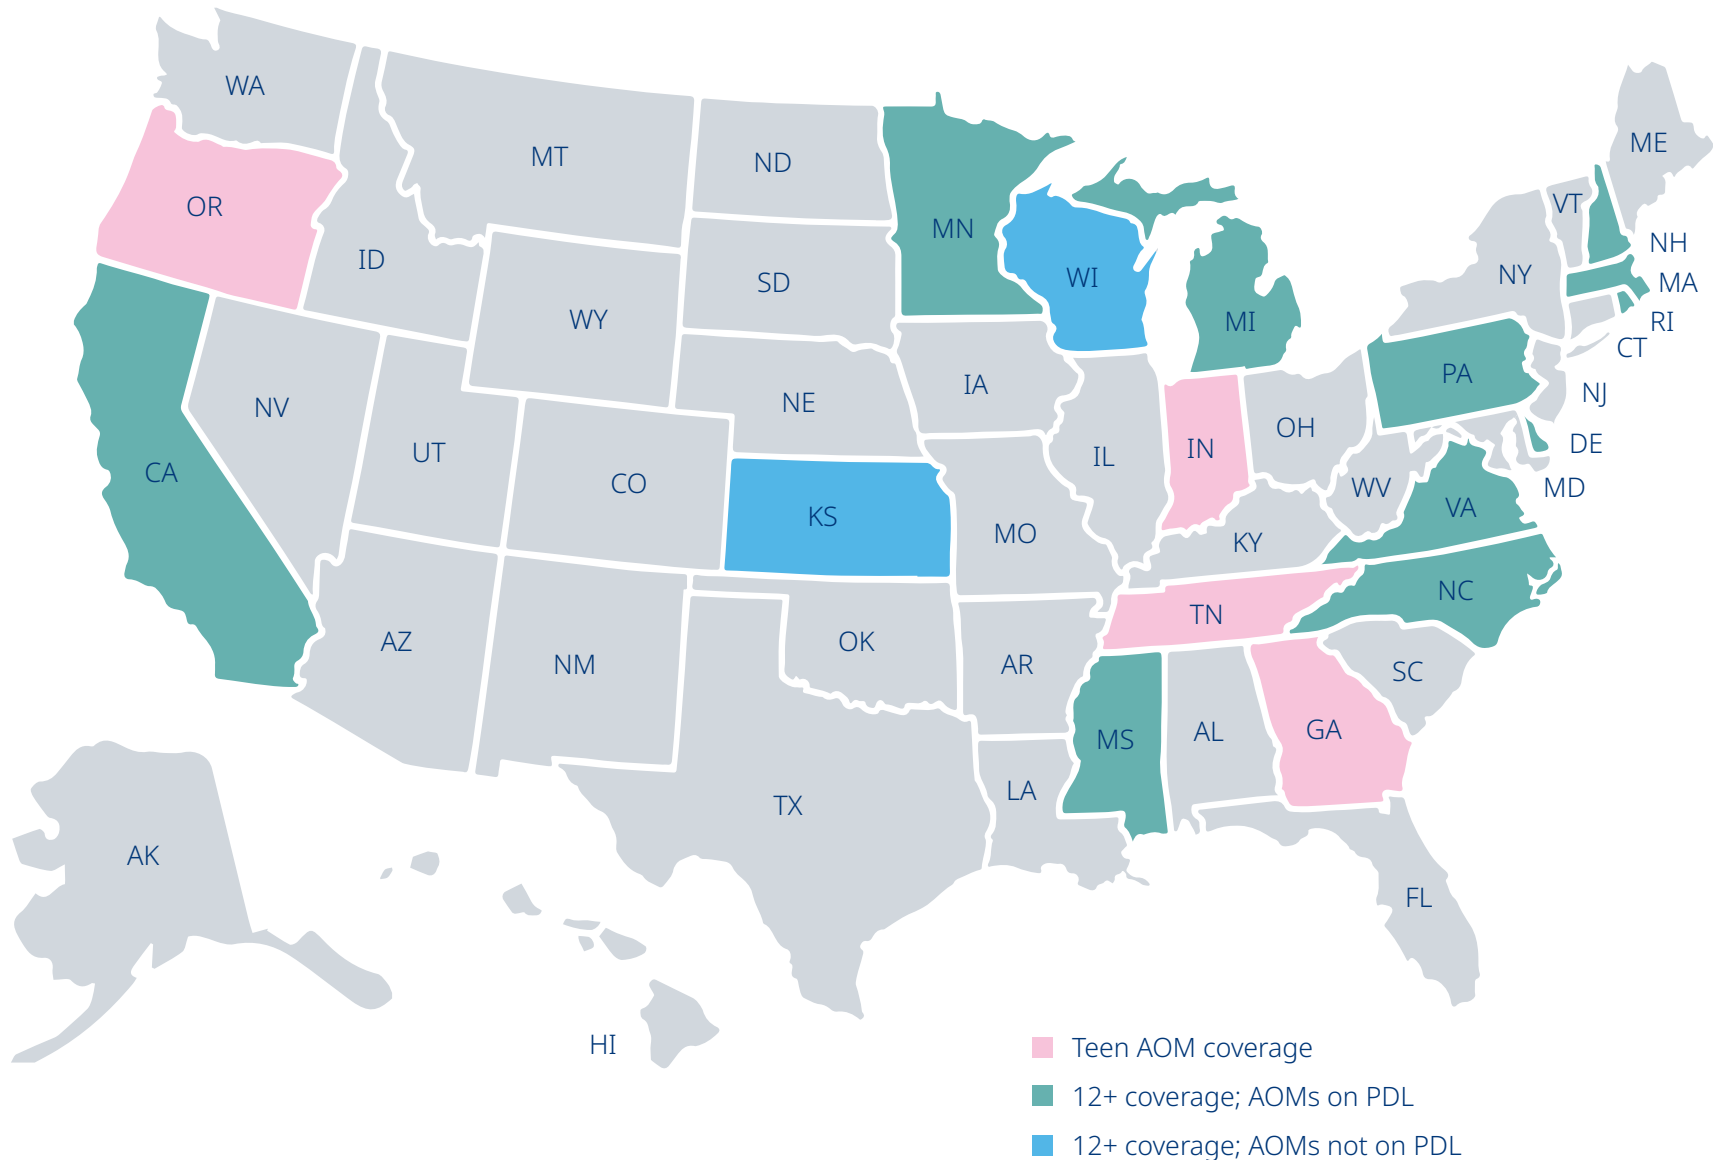 WA
MT
ND
ME
OR
MN
VT
ID
SD
WI
NY
NH
MA
WY
MI
RI
CT
IA
PA
NV
NE
NJ
UT
OH
CA
CO
IL
IN
DE
WV
MD
KS
VA
MO
KY
NC
TN
AZ
NM
OK
AR
SC
MS
AL
GA
LA
TX
AK
FL
HI
Teen AOM coverage
12+ coverage; AOMs on PDL
12+ coverage; AOMs not on PDL